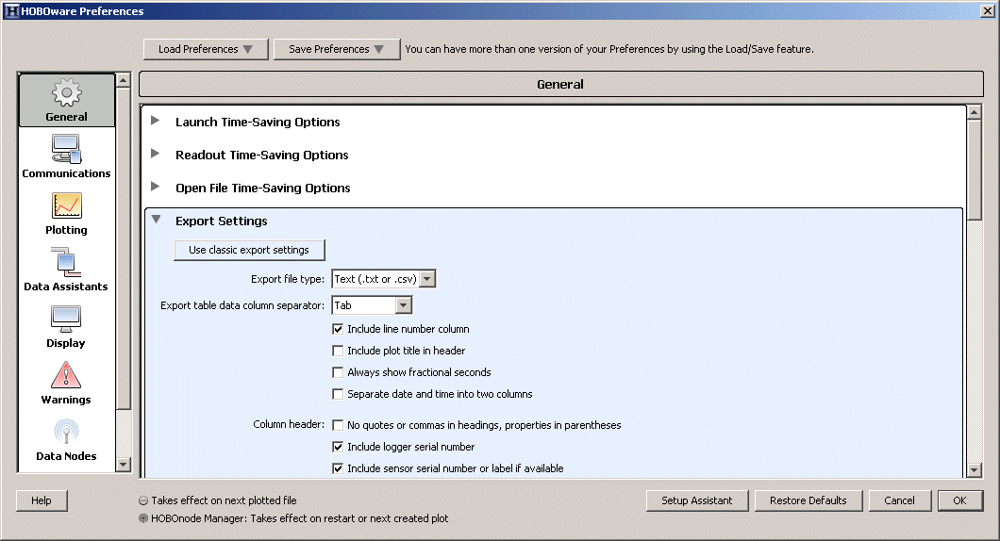 HOBOware Preferences
Load Preferences Save Preferences You can have more than one version of your Preferences by using the Load/Save feature.
General
General
Launch Time-Saving Options
Readout Time-Saving Options
Open File Time-Saving Options
Export Settings
Use classic export settings
Export file type: Text (.txt or .csv)
Export table data column separator: Tab
Include line number column
Include plot title in header
Always show fractional seconds
Separate date and time into two columns
Column header: No quotes or commas in headings, properties in parentheses
Include logger serial number
Include sensor serial number or label if available
Communications
Plotting
Data Assistants
Display
Warnings
Data Nodes
Help
Takes effect on next plotted file
HOBOnode Manager: Takes effect on restart or next created plot
Setup Assistant Restore Defaults Cancel OK